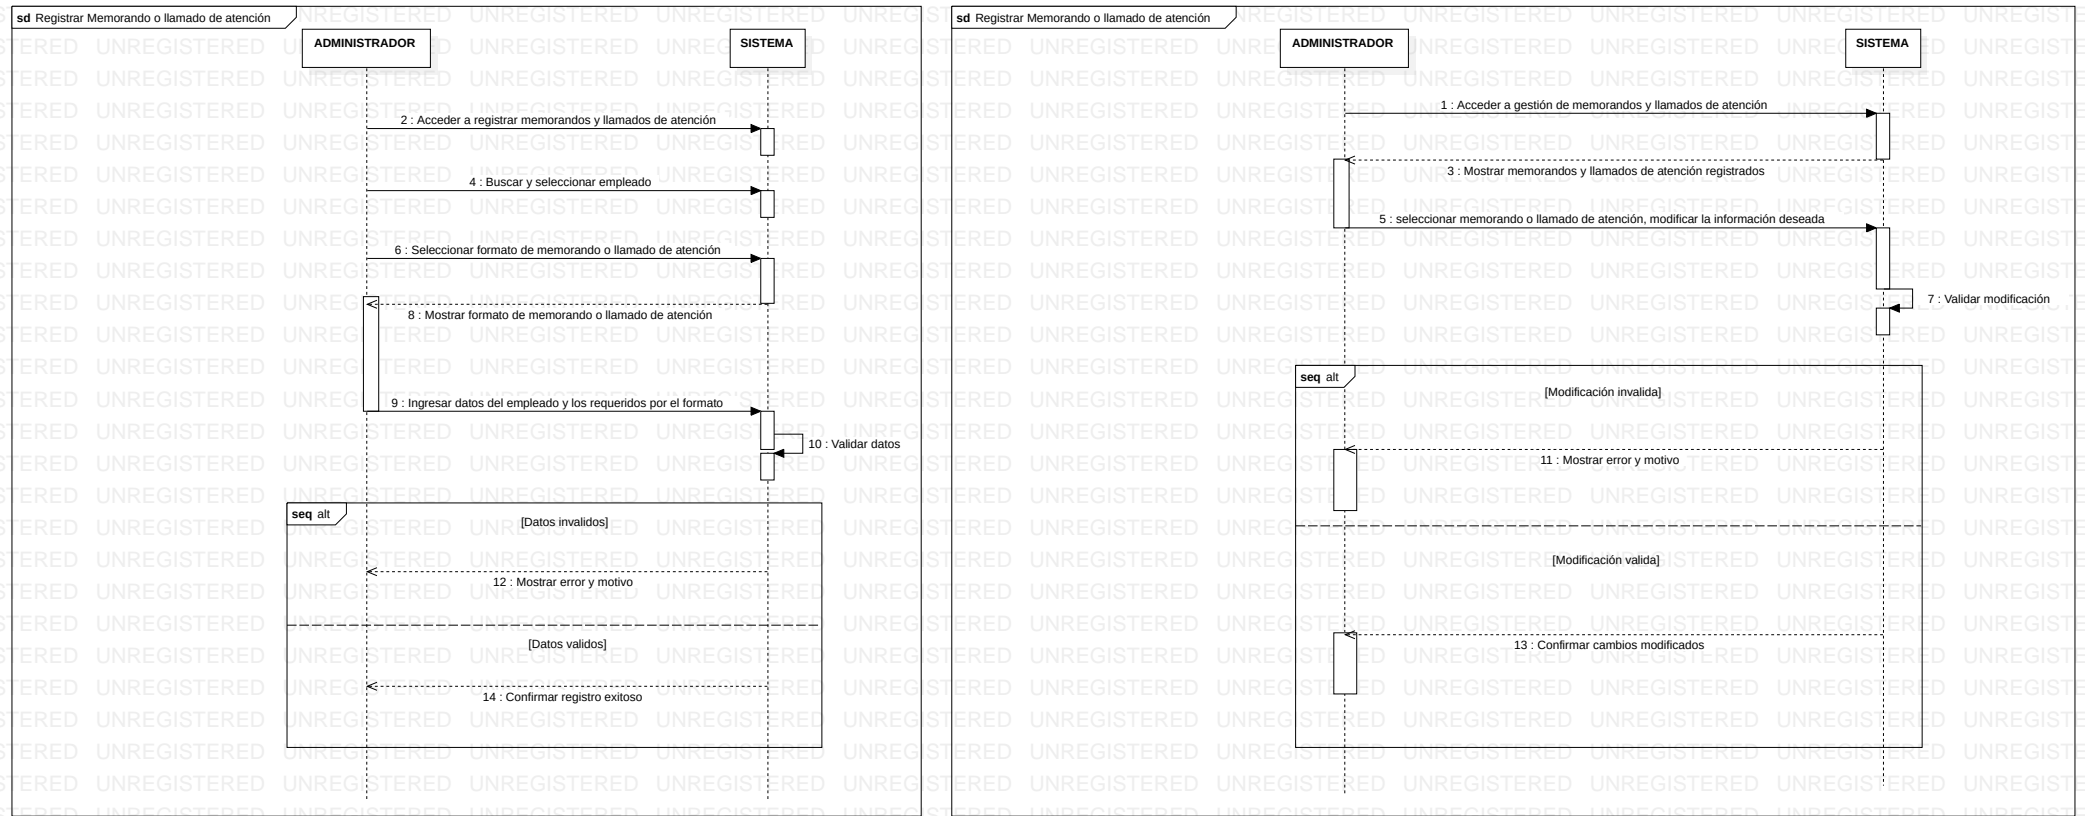 sd Registrar Memorando o llamado de atención
ADMINISTRADOR
SISTEMA
2 : Acceder a registrar memorandos y llamados de atención
4 : Buscar y seleccionar empleado
6 : Seleccionar formato de memorando o llamado de atención
8 : Mostrar formato de memorando o llamado de atención
9 : Ingresar datos del empleado y los requeridos por el formato
10 : Validar datos
seq alt
[Datos invalidos]
12 : Mostrar error y motivo
[Datos validos]
14 : Confirmar registro exitoso
sd Registrar Memorando o llamado de atención
ADMINISTRADOR
SISTEMA
1 : Acceder a gestión de memorandos y llamados de atención
3 : Mostrar memorandos y llamados de atención registrados
5 : seleccionar memorando o llamado de atención, modificar la información deseada
7 : Validar modificación
seq alt
[Modificación invalida]
11 : Mostrar error y motivo
[Modificación valida]
13 : Confirmar cambios modificados
UNREGISTERED